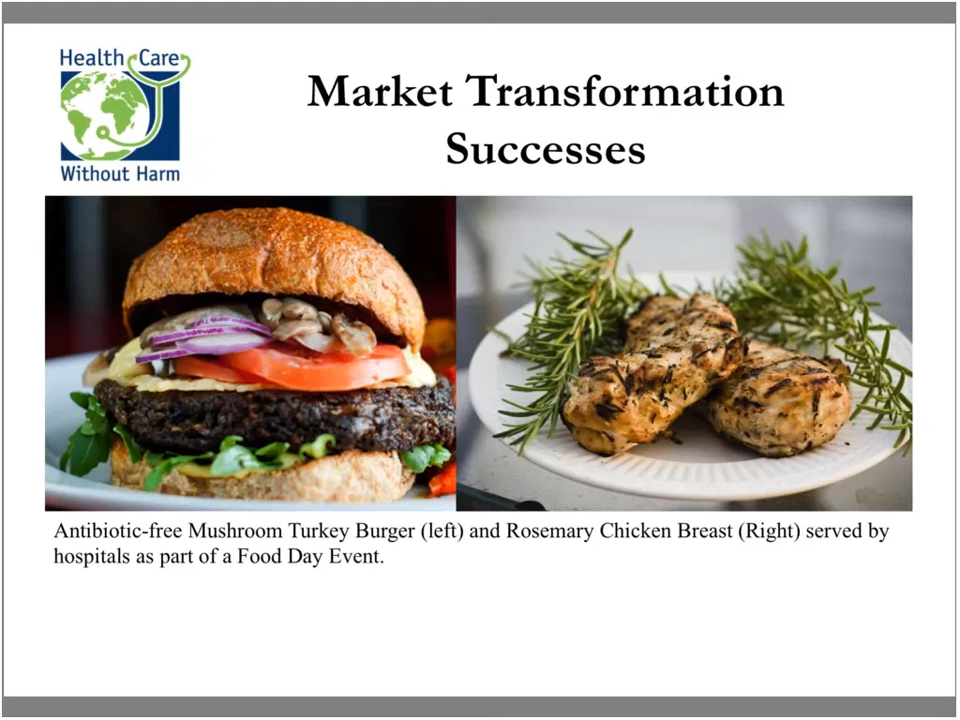 Health Care
Without Harm
Market Transformation
Successes
Antibiotic-free Mushroom Turkey Burger (left) and Rosemary Chicken Breast (Right) served by
hospitals as part of a Food Day Event.